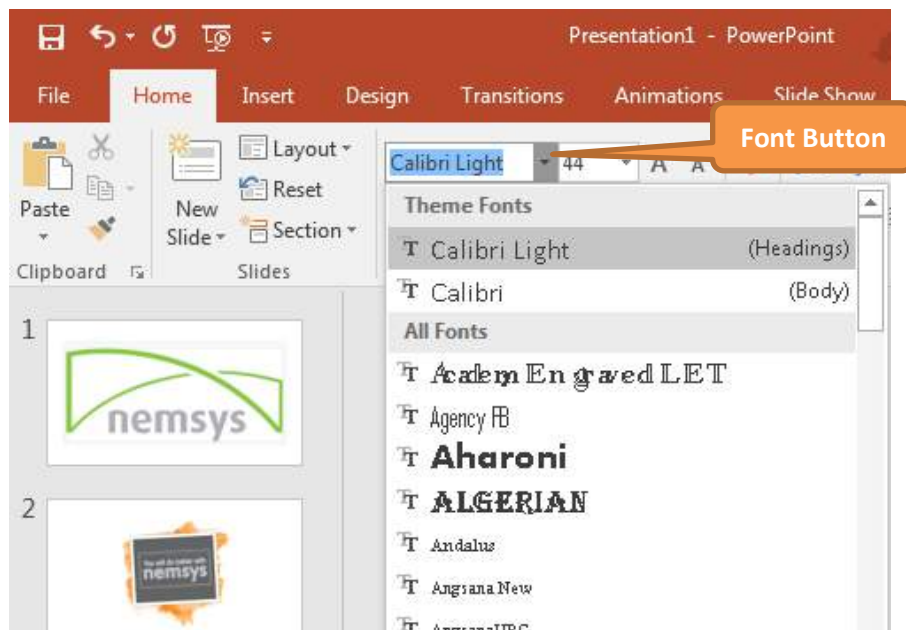 Presentation1 - PowerPoint
File Home Insert Design Transitions Animations Slide Show
Font Button
Paste
New
Slide
Layout
Reset
Section
Calibri Light 44 A A
Clipboard Slides
Theme Fonts
Calibri Light (Headings)
Calibri (Body)
All Fonts
Academ Engraved LET
Agency FB
Aharoni
ALGERIAN
Andalus
Angsana New
AngsanaUPC
1
nemsys
2
nemsys